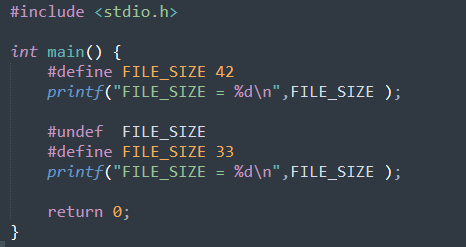 #include <stdio.h>
int main() {
#define FILE_SIZE 42
printf("FILE_SIZE = %d\n",FILE_SIZE );
#undef  FILE_SIZE
#define FILE_SIZE 33
printf("FILE_SIZE = %d\n",FILE_SIZE );
return 0;
}